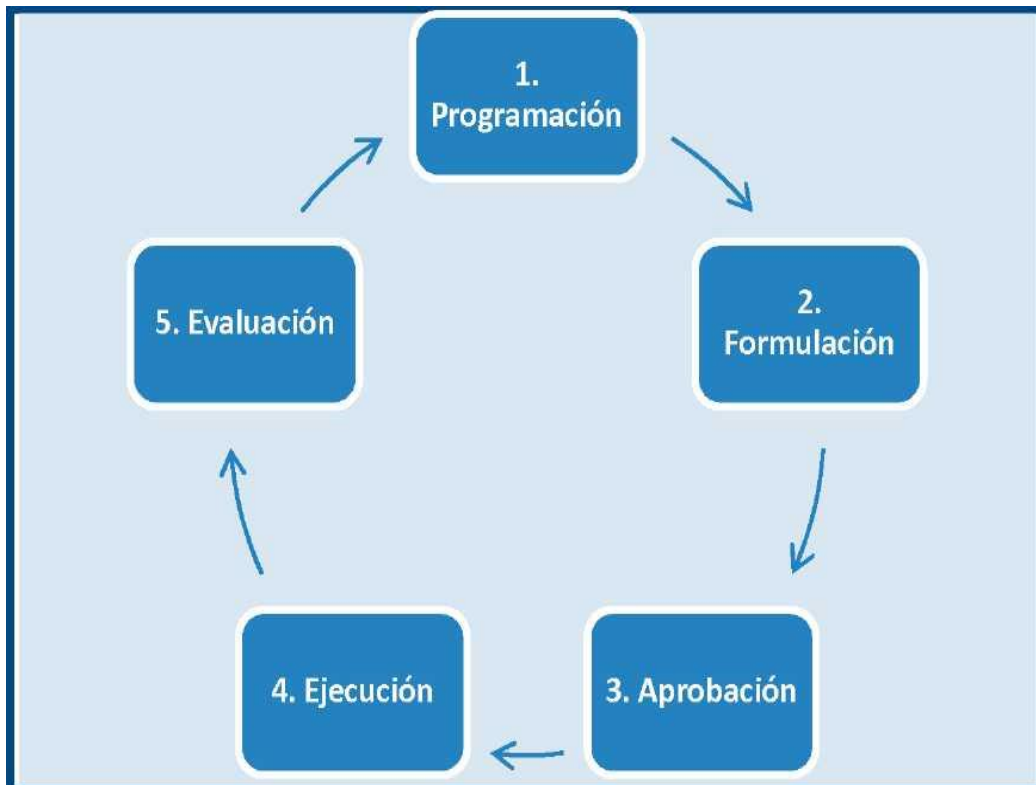 1.
Programación
2.
Formulación
3. Aprobación
4. Ejecución
5. Evaluación